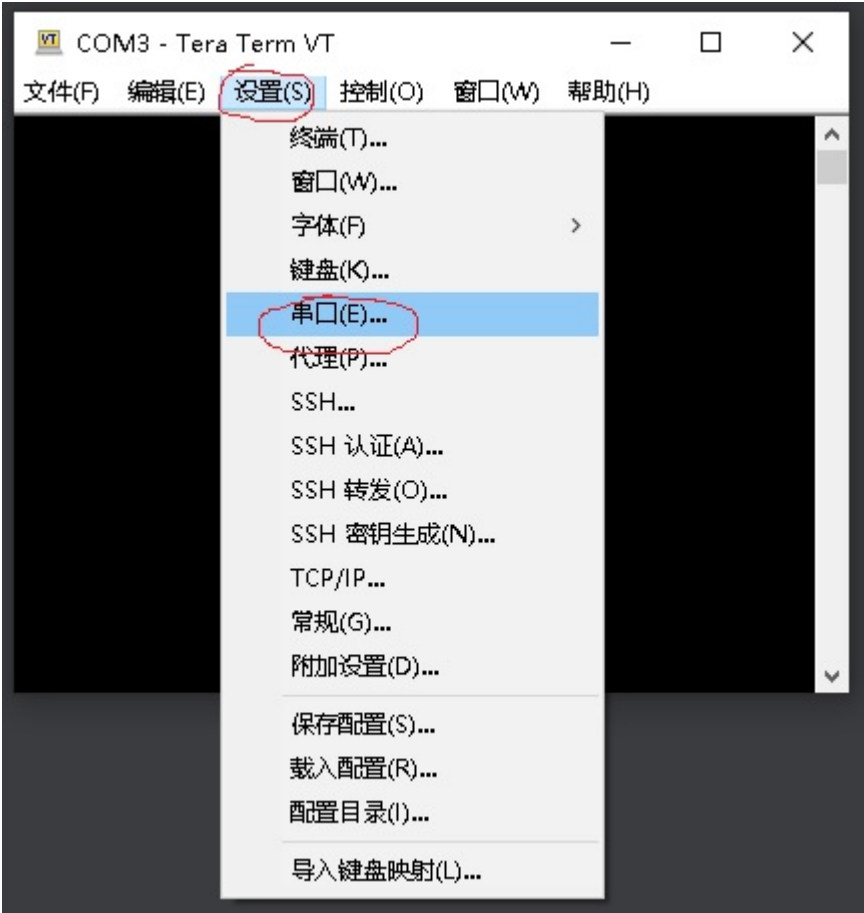 VT COM3 - Tera Term VT
文件(F) 编辑(E) 设置(S) 控制(O) 窗口(W) 帮助(H)
终端(T)...
窗口(W)...
字体(F)
键盘(K)...
串口(E)...
代理(P)...
SSH...
SSH 认证(A)...
SSH 转发(O)...
SSH 密钥生成(N)...
TCP/IP...
常规(G)...
附加设置(D)...
保存配置(S)...
载入配置(R)...
配置目录(I)...
导入键盘映射(L)...